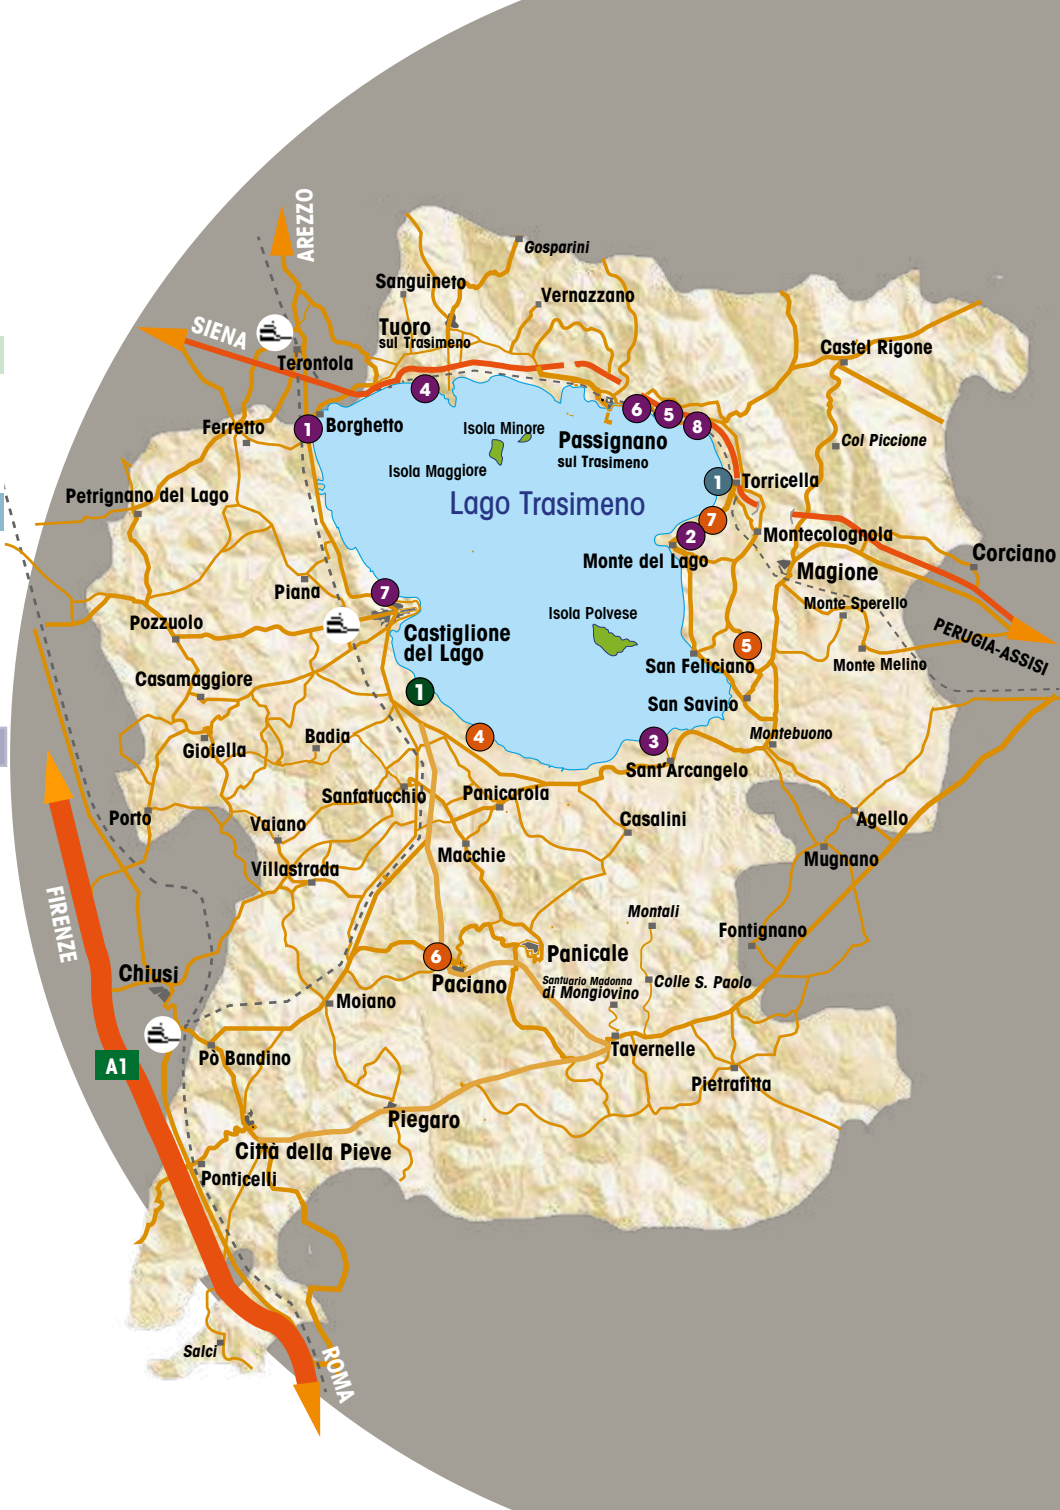 AREZZO
Gosparini
Sanguineto
Vernazzano
SIENA
Tuoro
sul Trasimeno
Terontola
Castel Rigone
4
6
5
8
1
Borghetto
Ferretto
Isola Minore
Passignano
sul Trasimeno
Col Piccione
Isola Maggiore
1
Torricella
Petrignano del Lago
Lago Trasimeno
7
2
Montecolognola
Monte del Lago
Corciano
Magione
Piana
7
Monte Sperello
Isola Polvese
Pozzuolo
Castiglione
del Lago
PERUGIA-ASSISI
5
San Feliciano
Monte Melino
Casamaggiore
1
San Savino
Badia
4
3
Montebuono
Gioiella
Sant'Arcangelo
Sanfatucchio
Panicarola
Porto
Vaiano
Casalini
Agello
Macchie
Mugnano
Villastrada
FIRENZE
Montali
Fontignano
6
Panicale
Chiusi
Paciano
Santuario Madonna
di Mongiovino
Colle S. Paolo
Moiano
A1
Pò Bandino
Tavernelle
Pietrafitta
Piegaro
Città della Pieve
Ponticelli
Salci
ROMA